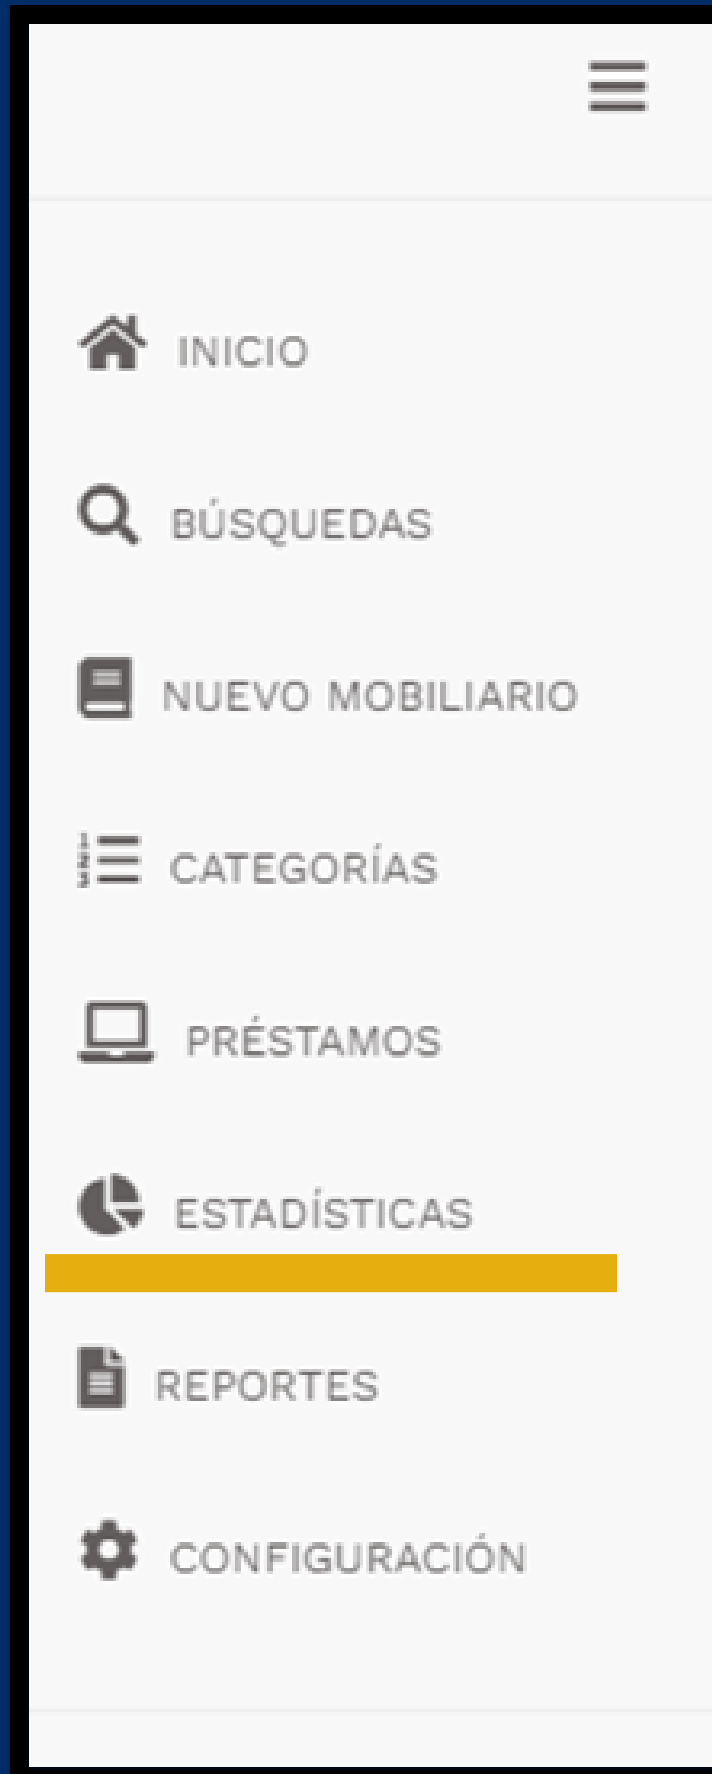 INICIO
BÚSQUEDAS
NUEVO MOBILIARIO
CATEGORÍAS
PRÉSTAMOS
ESTADÍSTICAS
REPORTES
CONFIGURACIÓN